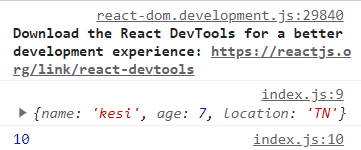 react-dom.development.js:29840
Download the React DevTools for a better
development experience: https://reactjs.o
rg/link/react-devtools
index.js:9
{name: 'kesi', age: 7, location: 'TN'}
10 index.js:10